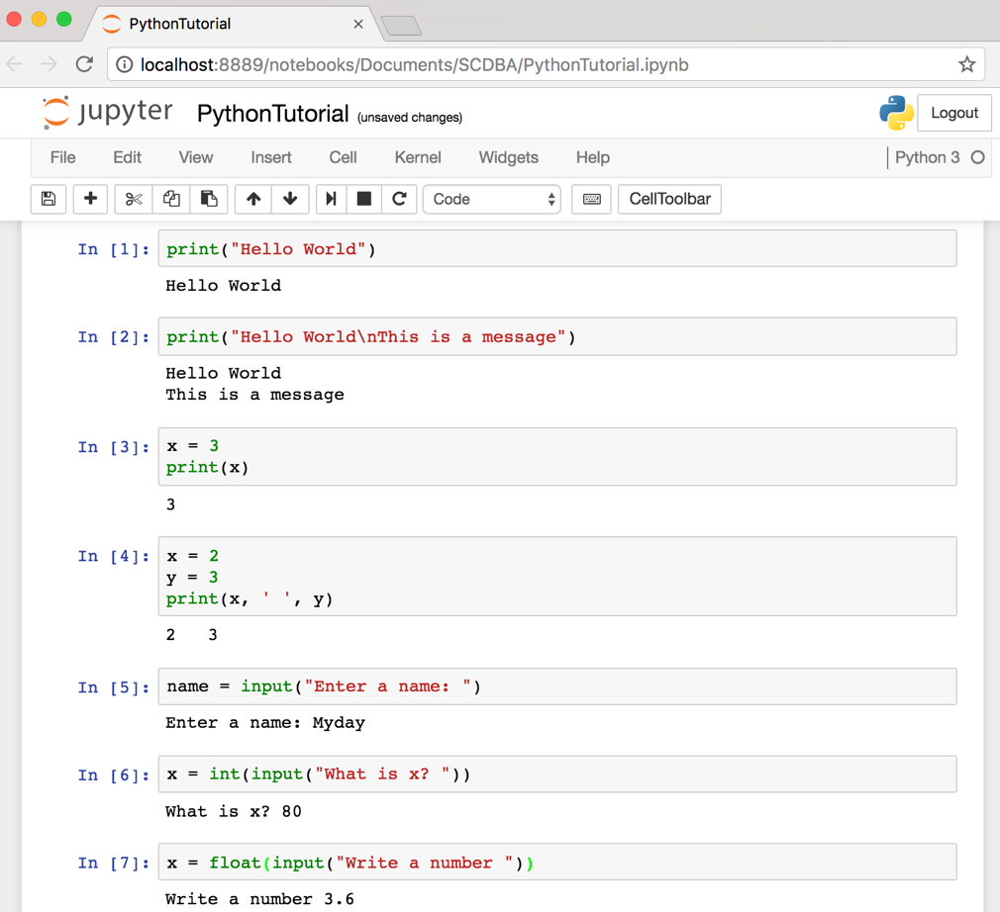 PythonTutorial
localhost:8889/notebooks/Documents/SCDBA/PythonTutorial.ipynb
jupyter PythonTutorial (unsaved changes) Logout
File Edit View Insert Cell Kernel Widgets Help Python 3
Code CellToolbar
In [1]: print("Hello World")
Hello World
In [2]: print("Hello World\nThis is a message")
Hello World
This is a message
In [3]: x = 3
print(x)
3
In [4]: x = 2
y = 3
print(x, ' ', y)
2   3
In [5]: name = input("Enter a name: ")
Enter a name: Myday
In [6]: x = int(input("What is x? "))
What is x? 80
In [7]: x = float(input("Write a number "))
Write a number 3.6